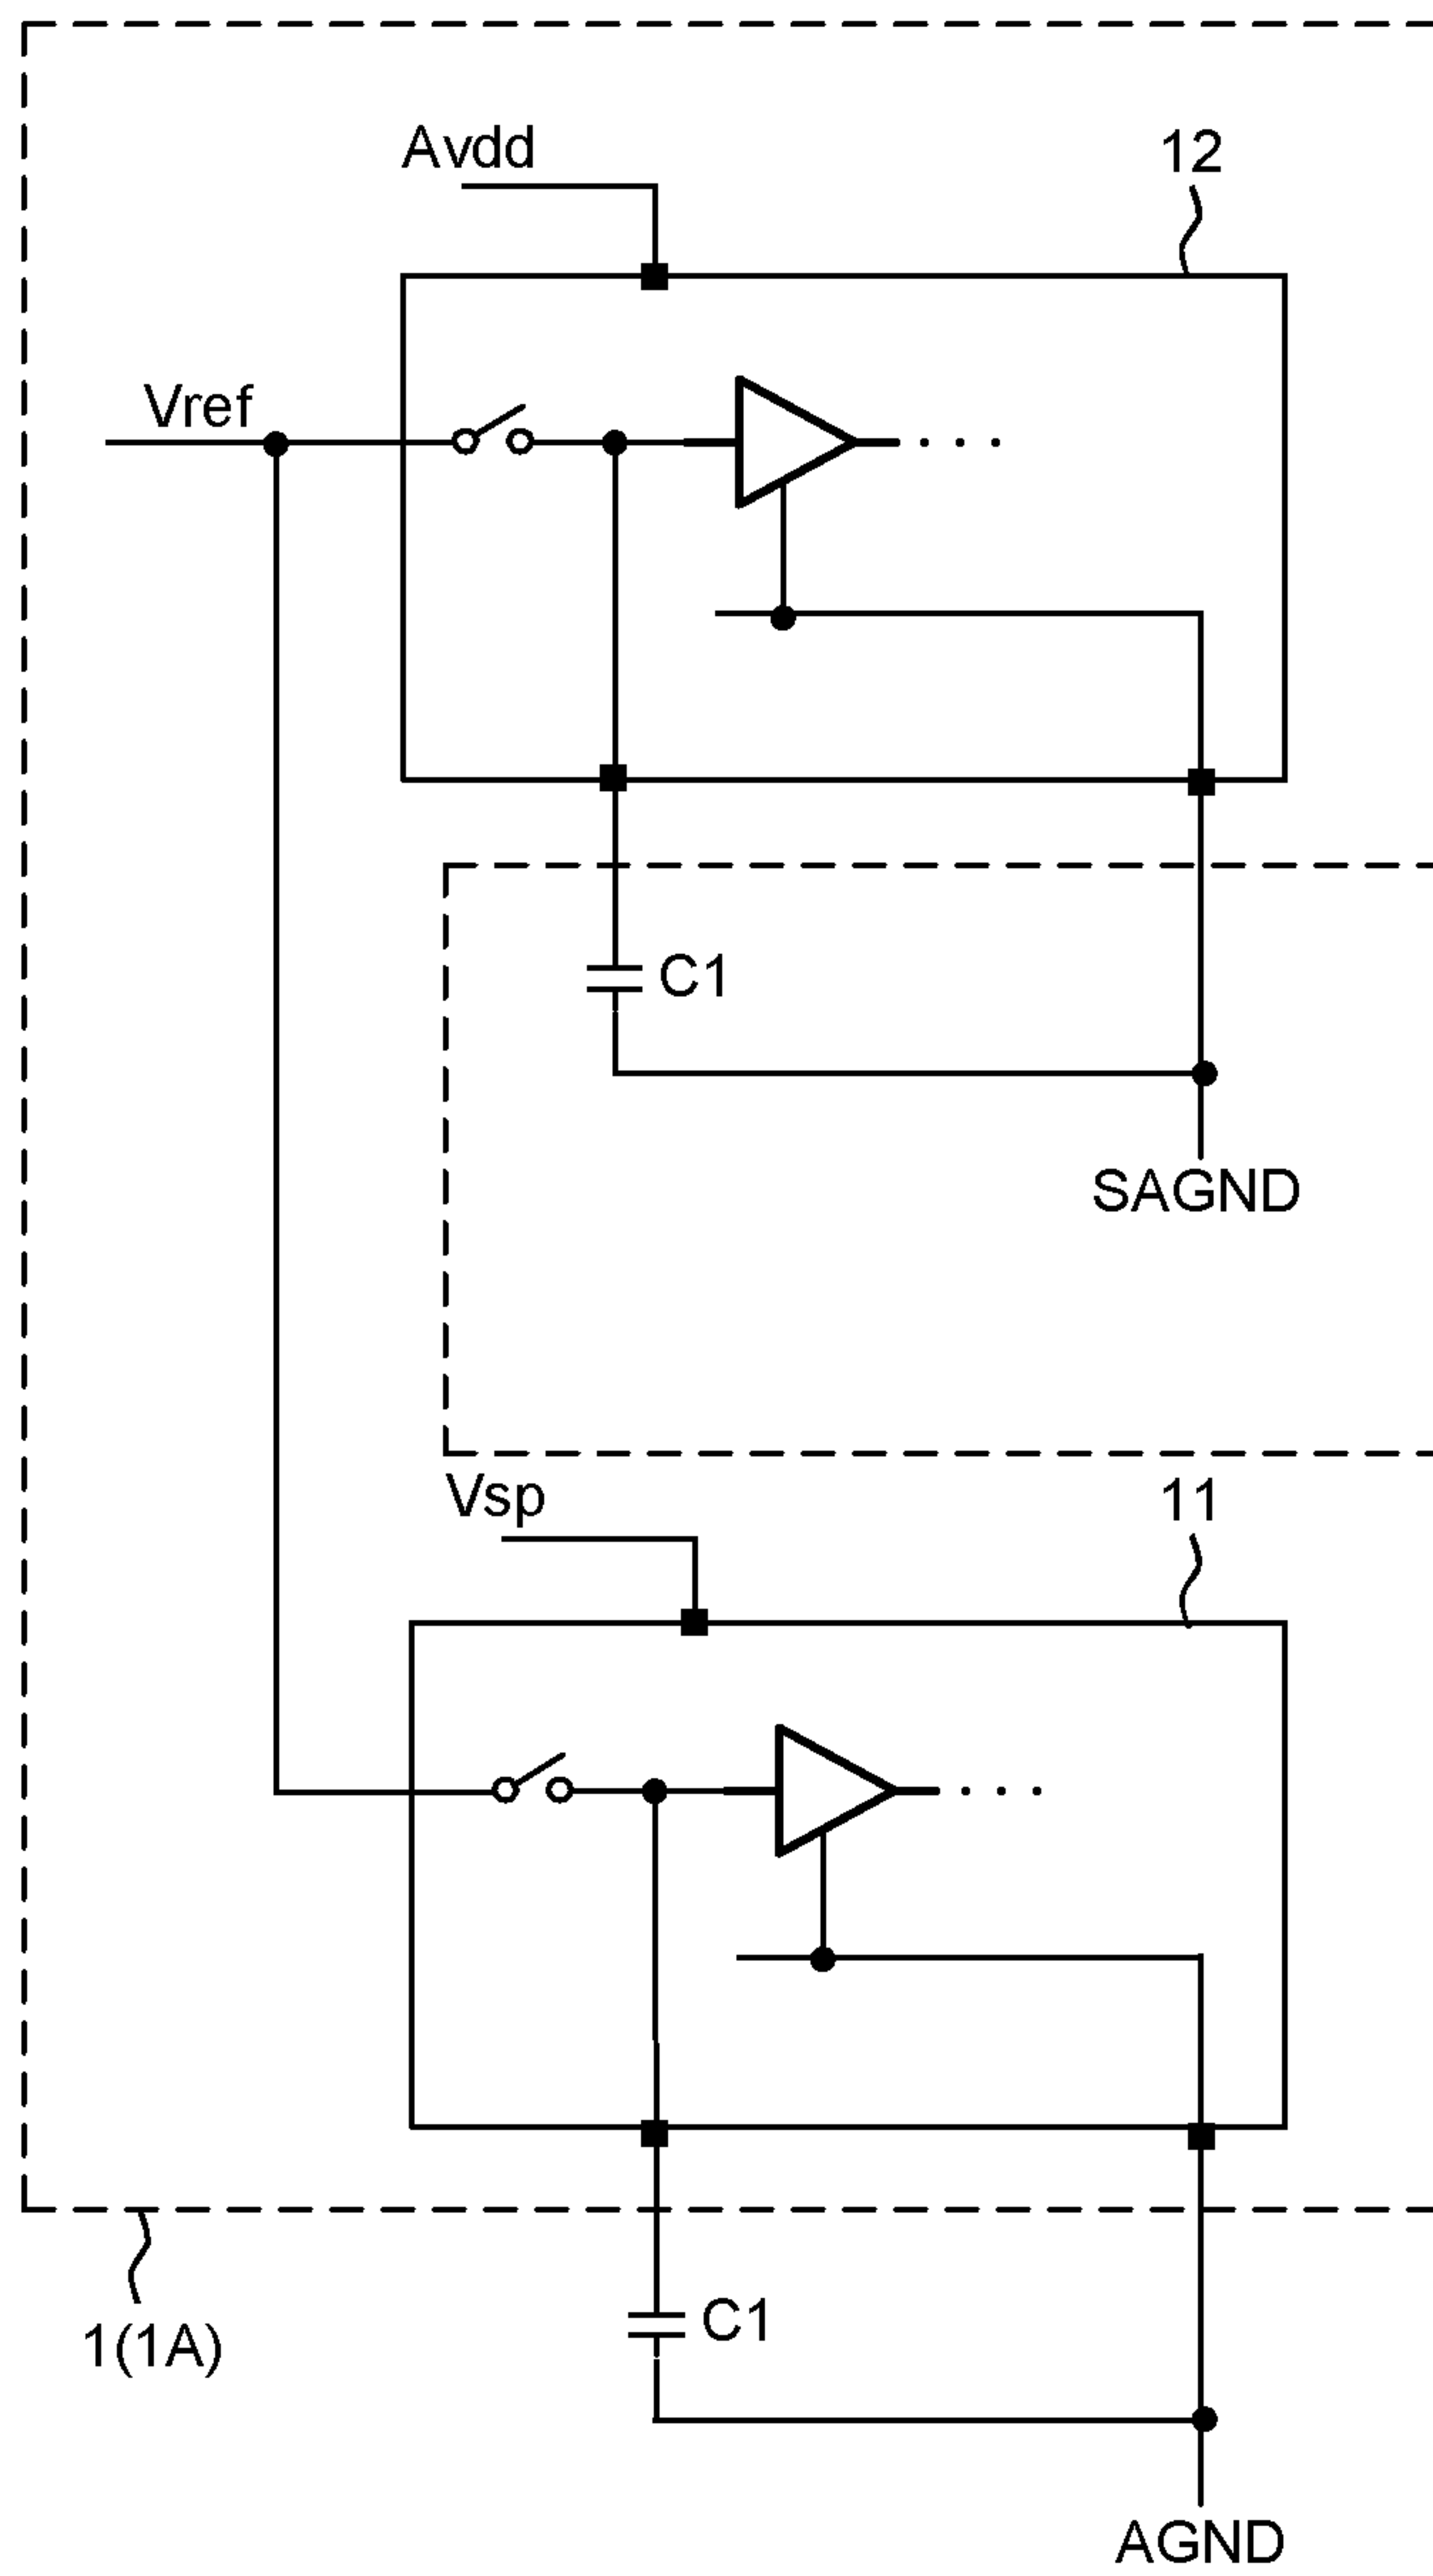 Avdd
12
Vref
C1
SAGND
Vsp
11
1(1A)
C1
AGND